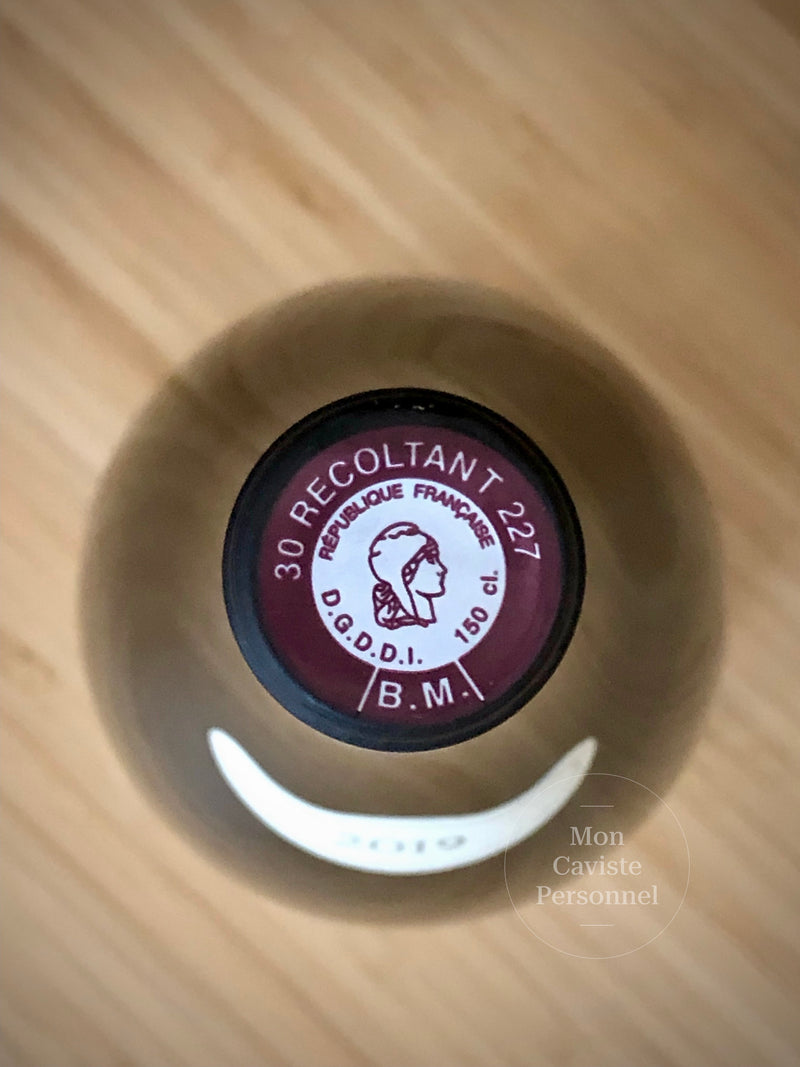 30 RECOLTANT 227
RÉPUBLIQUE FRANÇAISE
D.G.D.D.I. 150 cl.
B.M.
2019
Mon
Caviste
Personnel